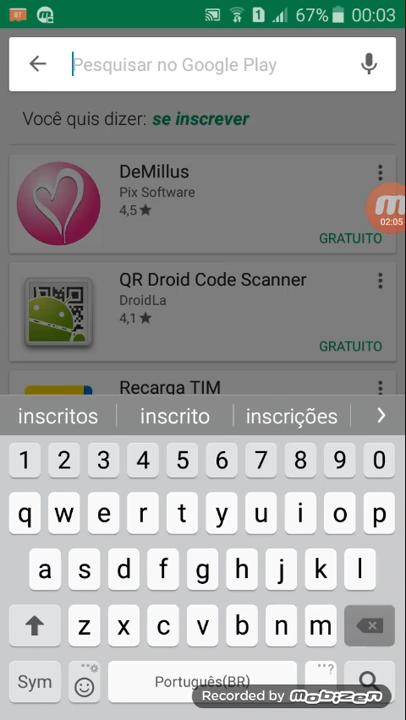 67% 00:03
Pesquisar no Google Play
Você quis dizer: se inscrever
DeMillus
Pix Software
4,5★
GRATUITO
02:05
QR Droid Code Scanner
DroidLa
4,1★
GRATUITO
Recarga TIM
inscritos inscrito inscrições
1 2 3 4 5 6 7 8 9 0
q w e r t y u i o p
a s d f g h j k l
z x c v b n m
Sym Português(BR) ...?
Recorded by mobizen